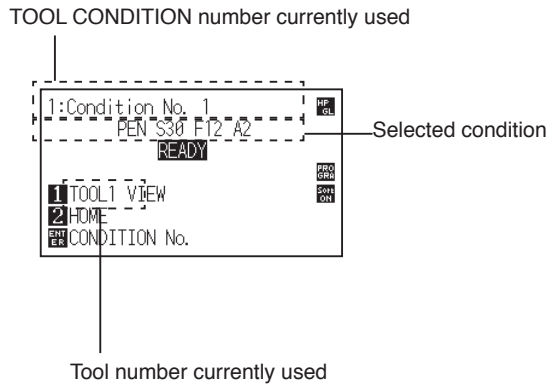 TOOL CONDITION number currently used
1:Condition No. 1
HP
GL
PEN S30 F12 A2
Selected condition
READY
PRO
GRM
1 TOOL1 VIEW
Sort
ON
2 HOME
ENT
ER CONDITION No.
Tool number currently used